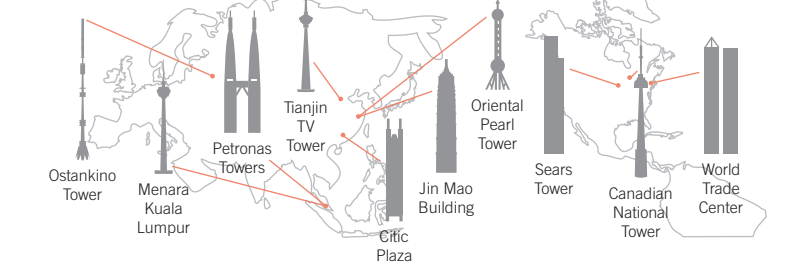 Ostankino
Tower
Menara
Kuala
Lumpur
Petronas
Towers
Tianjin
TV
Tower
Citic
Plaza
Jin Mao
Building
Oriental
Pearl
Tower
Sears
Tower
Canadian
National
Tower
World
Trade
Center